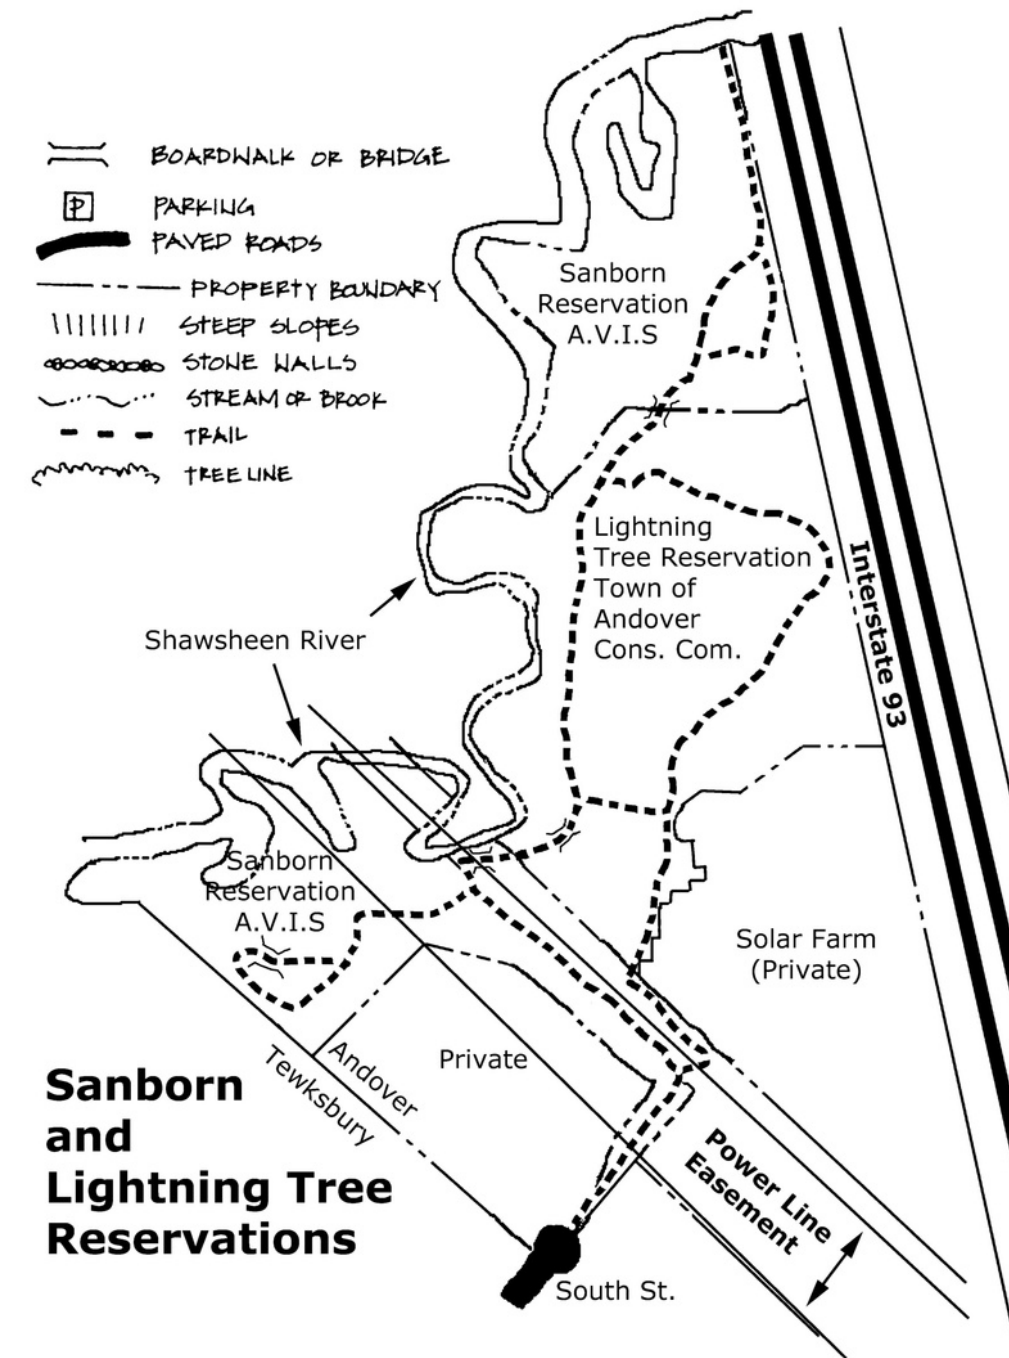 BOARDWALK OR BRIDGE
P
PARKING
PAVED ROADS
PROPERTY BOUNDARY
STEEP SLOPES
STONE WALLS
STREAM OR BROOK
TRAIL
TREE LINE
Sanborn
Reservation
A.V.I.S
Lightning
Tree Reservation
Town of
Andover
Cons. Com.
Interstate 93
Shawsheen River
Sanborn
Reservation
A.V.I.S
Solar Farm
(Private)
Private
Andover
Tewksbury
Power Line
Easement
South St.
Sanborn
and
Lightning Tree
Reservations